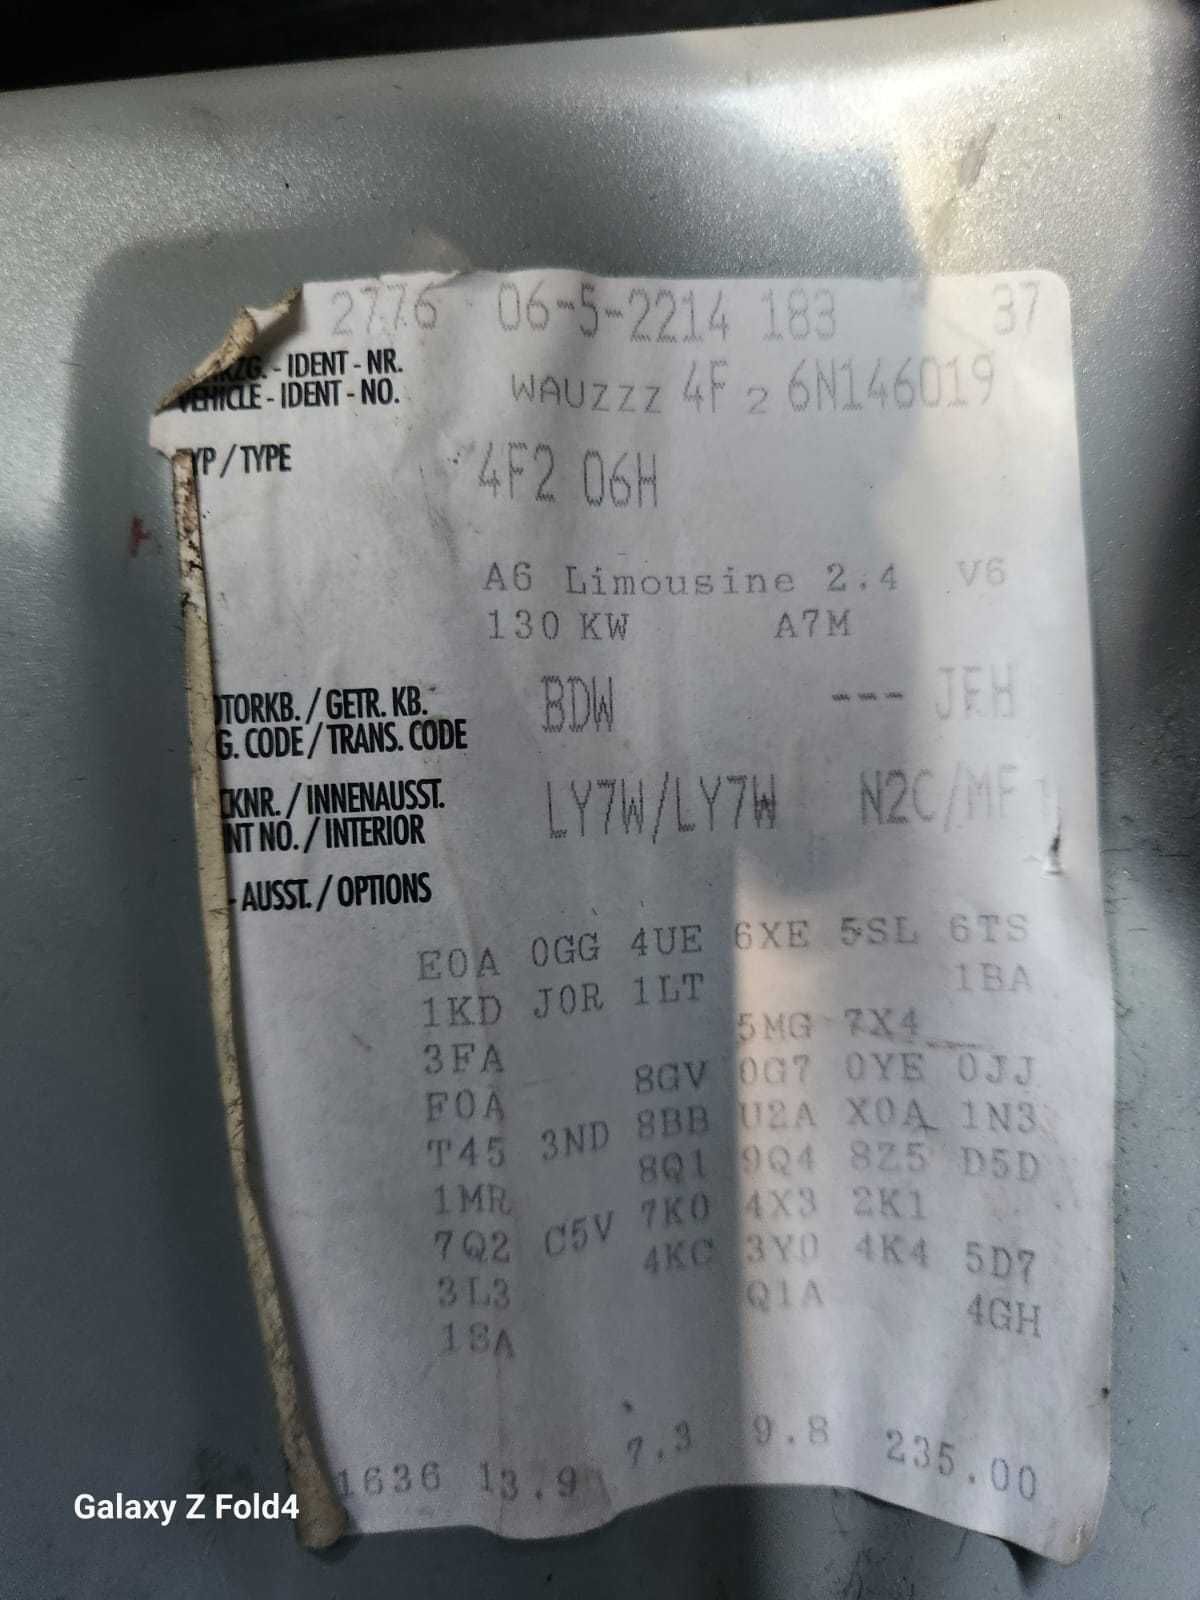 2776 06-5-2214 183 37
RZG. - IDENT - NR.
VEHICLE - IDENT - NO. WAUZZZ 4F 2 6N146019
YP / TYPE 4F2 06H
A6 Limousine 2.4 V6
130 KW A7M
OTORKB. / GETR. KB. BDW --- JFH
G. CODE / TRANS. CODE
CKNR. / INNENAUSST. LY7W/LY7W N2C/MF
NT NO. / INTERIOR
- AUSST. / OPTIONS
E0A 0GG 4UE 6XE 5SL 6TS
1KD J0R 1LT 1BA
3FA 5MG 7X4
F0A 8GV 0G7 0YE 0JJ
T45 3ND 8BB U2A X0A 1N3
1MR 8Q1 9Q4 8Z5 D5D
7Q2 C5V 7K0 4X3 2K1
3L3 4KC 3Y0 4K4 5D7
1SA Q1A 4GH
1636 13.9 7.3 9.8 235.00
Galaxy Z Fold4